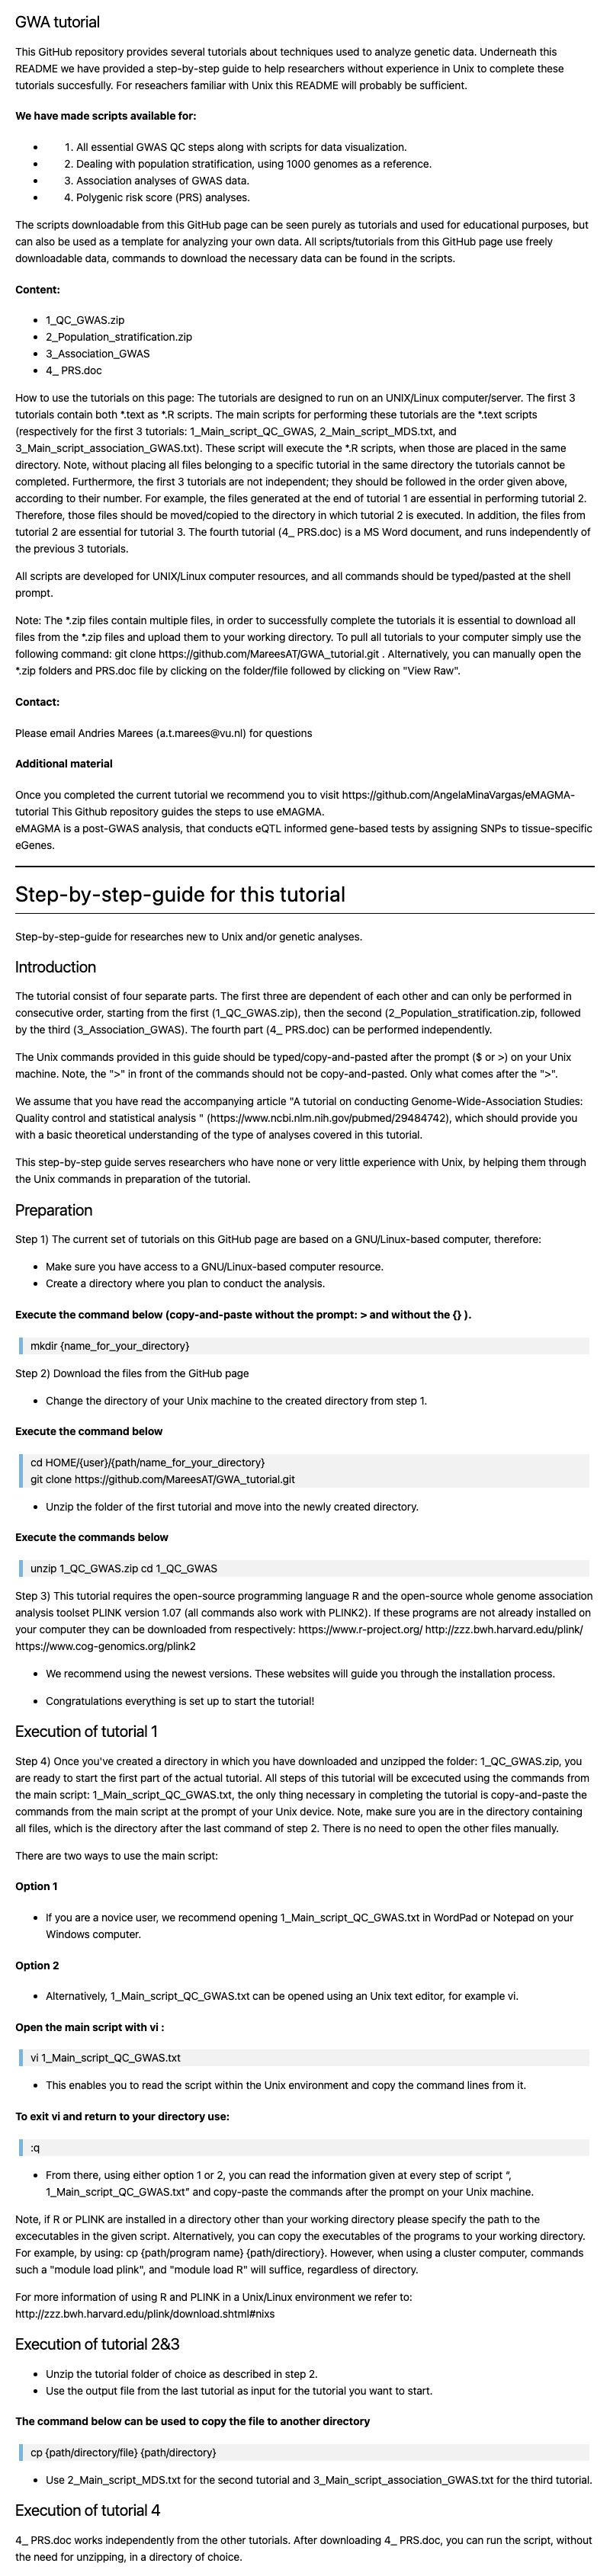 GWA tutorial
This GitHub repository provides several tutorials about techniques used to analyze genetic data. Underneath this
README we have provided a step-by-step guide to help researchers without experience in Unix to complete these
tutorials succesfully. For reseachers familiar with Unix this README will probably be sufficient.
We have made scripts available for:
• 1. All essential GWAS QC steps along with scripts for data visualization.
• 2. Dealing with population stratification, using 1000 genomes as a reference.
• 3. Association analyses of GWAS data.
• 4. Polygenic risk score (PRS) analyses.
The scripts downloadable from this GitHub page can be seen purely as tutorials and used for educational purposes, but
can also be used as a template for analyzing your own data. All scripts/tutorials from this GitHub page use freely
downloadable data, commands to download the necessary data can be found in the scripts.
Content:
• 1_QC_GWAS.zip
• 2_Population_stratification.zip
• 3_Association_GWAS
• 4_ PRS.doc
How to use the tutorials on this page: The tutorials are designed to run on an UNIX/Linux computer/server. The first 3
tutorials contain both *.text as *.R scripts. The main scripts for performing these tutorials are the *.text scripts
(respectively for the first 3 tutorials: 1_Main_script_QC_GWAS, 2_Main_script_MDS.txt, and
3_Main_script_association_GWAS.txt). These script will execute the *.R scripts, when those are placed in the same
directory. Note, without placing all files belonging to a specific tutorial in the same directory the tutorials cannot be
completed. Furthermore, the first 3 tutorials are not independent; they should be followed in the order given above,
according to their number. For example, the files generated at the end of tutorial 1 are essential in performing tutorial 2.
Therefore, those files should be moved/copied to the directory in which tutorial 2 is executed. In addition, the files from
tutorial 2 are essential for tutorial 3. The fourth tutorial (4_ PRS.doc) is a MS Word document, and runs independently of
the previous 3 tutorials.
All scripts are developed for UNIX/Linux computer resources, and all commands should be typed/pasted at the shell
prompt.
Note: The *.zip files contain multiple files, in order to successfully complete the tutorials it is essential to download all
files from the *.zip files and upload them to your working directory. To pull all tutorials to your computer simply use the
following command: git clone https://github.com/MareesAT/GWA_tutorial.git . Alternatively, you can manually open the
*.zip folders and PRS.doc file by clicking on the folder/file followed by clicking on "View Raw".
Contact:
Please email Andries Marees (a.t.marees@vu.nl) for questions
Additional material
Once you completed the current tutorial we recommend you to visit https://github.com/AngelaMinaVargas/eMAGMA-
tutorial This Github repository guides the steps to use eMAGMA.
eMAGMA is a post-GWAS analysis, that conducts eQTL informed gene-based tests by assigning SNPs to tissue-specific
eGenes.
Step-by-step-guide for this tutorial
Step-by-step-guide for researches new to Unix and/or genetic analyses.
Introduction
The tutorial consist of four separate parts. The first three are dependent of each other and can only be performed in
consecutive order, starting from the first (1_QC_GWAS.zip), then the second (2_Population_stratification.zip, followed
by the third (3_Association_GWAS). The fourth part (4_ PRS.doc) can be performed independently.
The Unix commands provided in this guide should be typed/copy-and-pasted after the prompt ($ or >) on your Unix
machine. Note, the ">" in front of the commands should not be copy-and-pasted. Only what comes after the ">".
We assume that you have read the accompanying article "A tutorial on conducting Genome-Wide-Association Studies:
Quality control and statistical analysis " (https://www.ncbi.nlm.nih.gov/pubmed/29484742), which should provide you
with a basic theoretical understanding of the type of analyses covered in this tutorial.
This step-by-step guide serves researchers who have none or very little experience with Unix, by helping them through
the Unix commands in preparation of the tutorial.
Preparation
Step 1) The current set of tutorials on this GitHub page are based on a GNU/Linux-based computer, therefore:
• Make sure you have access to a GNU/Linux-based computer resource.
• Create a directory where you plan to conduct the analysis.
Execute the command below (copy-and-paste without the prompt: > and without the {} ).
mkdir {name_for_your_directory}
Step 2) Download the files from the GitHub page
• Change the directory of your Unix machine to the created directory from step 1.
Execute the command below
cd HOME/{user}/{path/name_for_your_directory}
git clone https://github.com/MareesAT/GWA_tutorial.git
• Unzip the folder of the first tutorial and move into the newly created directory.
Execute the commands below
unzip 1_QC_GWAS.zip cd 1_QC_GWAS
Step 3) This tutorial requires the open-source programming language R and the open-source whole genome association
analysis toolset PLINK version 1.07 (all commands also work with PLINK2). If these programs are not already installed on
your computer they can be downloaded from respectively: https://www.r-project.org/ http://zzz.bwh.harvard.edu/plink/
https://www.cog-genomics.org/plink2
• We recommend using the newest versions. These websites will guide you through the installation process.
• Congratulations everything is set up to start the tutorial!
Execution of tutorial 1
Step 4) Once you've created a directory in which you have downloaded and unzipped the folder: 1_QC_GWAS.zip, you
are ready to start the first part of the actual tutorial. All steps of this tutorial will be excecuted using the commands from
the main script: 1_Main_script_QC_GWAS.txt, the only thing necessary in completing the tutorial is copy-and-paste the
commands from the main script at the prompt of your Unix device. Note, make sure you are in the directory containing
all files, which is the directory after the last command of step 2. There is no need to open the other files manually.
There are two ways to use the main script:
Option 1
• If you are a novice user, we recommend opening 1_Main_script_QC_GWAS.txt in WordPad or Notepad on your
Windows computer.
Option 2
• Alternatively, 1_Main_script_QC_GWAS.txt can be opened using an Unix text editor, for example vi.
Open the main script with vi :
vi 1_Main_script_QC_GWAS.txt
• This enables you to read the script within the Unix environment and copy the command lines from it.
To exit vi and return to your directory use:
:q
• From there, using either option 1 or 2, you can read the information given at every step of script “,
1_Main_script_QC_GWAS.txt” and copy-paste the commands after the prompt on your Unix machine.
Note, if R or PLINK are installed in a directory other than your working directory please specify the path to the
excecutables in the given script. Alternatively, you can copy the executables of the programs to your working directory.
For example, by using: cp {path/program name} {path/directiory}. However, when using a cluster computer, commands
such a "module load plink", and "module load R" will suffice, regardless of directory.
For more information of using R and PLINK in a Unix/Linux environment we refer to:
http://zzz.bwh.harvard.edu/plink/download.shtml#nixs
Execution of tutorial 2&3
• Unzip the tutorial folder of choice as described in step 2.
• Use the output file from the last tutorial as input for the tutorial you want to start.
The command below can be used to copy the file to another directory
cp {path/directory/file} {path/directory}
• Use 2_Main_script_MDS.txt for the second tutorial and 3_Main_script_association_GWAS.txt for the third tutorial.
Execution of tutorial 4
4_ PRS.doc works independently from the other tutorials. After downloading 4_ PRS.doc, you can run the script, without
the need for unzipping, in a directory of choice.